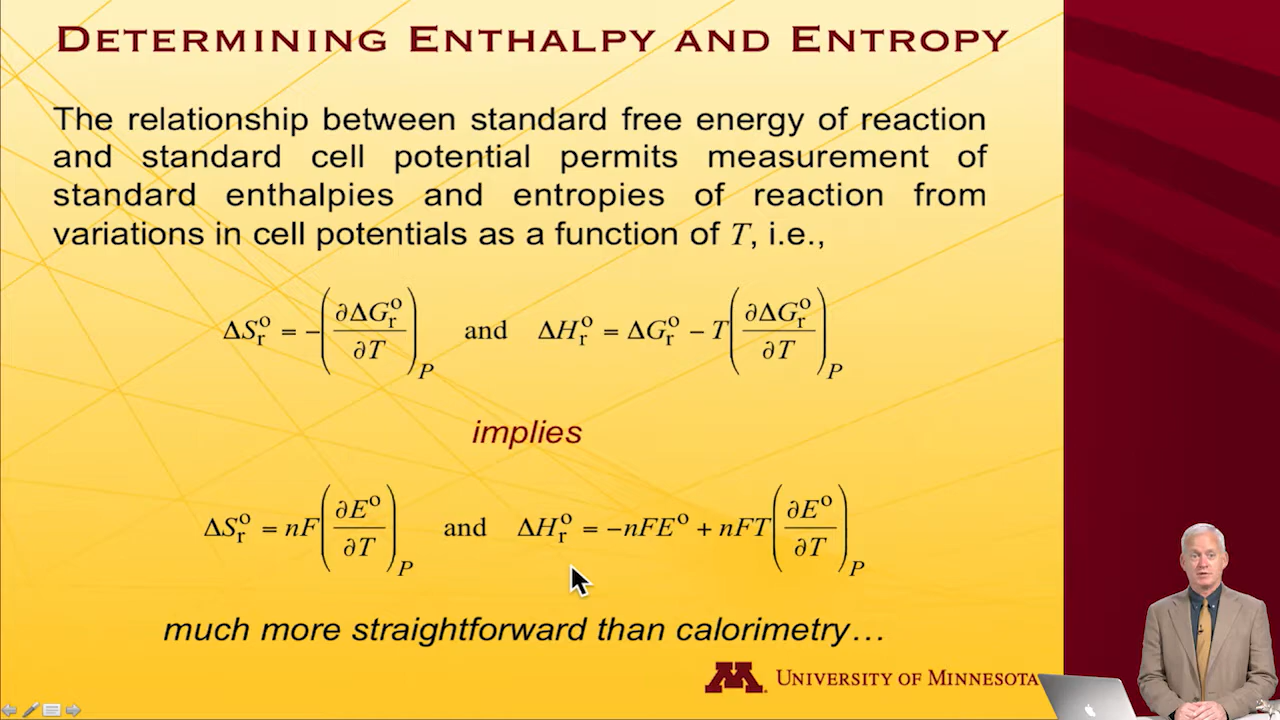 DETERMINING ENTHALPY AND ENTROPY
The relationship between standard free energy of reaction
and standard cell potential permits measurement of
standard enthalpies and entropies of reaction from
variations in cell potentials as a function of T, i.e.,
ΔS°r = −(∂ΔG°r/∂T)P and ΔH°r = ΔG°r − T(∂ΔG°r/∂T)P
implies
ΔS°r = nF(∂E°/∂T)P and ΔH°r = −nFE° + nFT(∂E°/∂T)P
much more straightforward than calorimetry…
M UNIVERSITY OF MINNESOTA